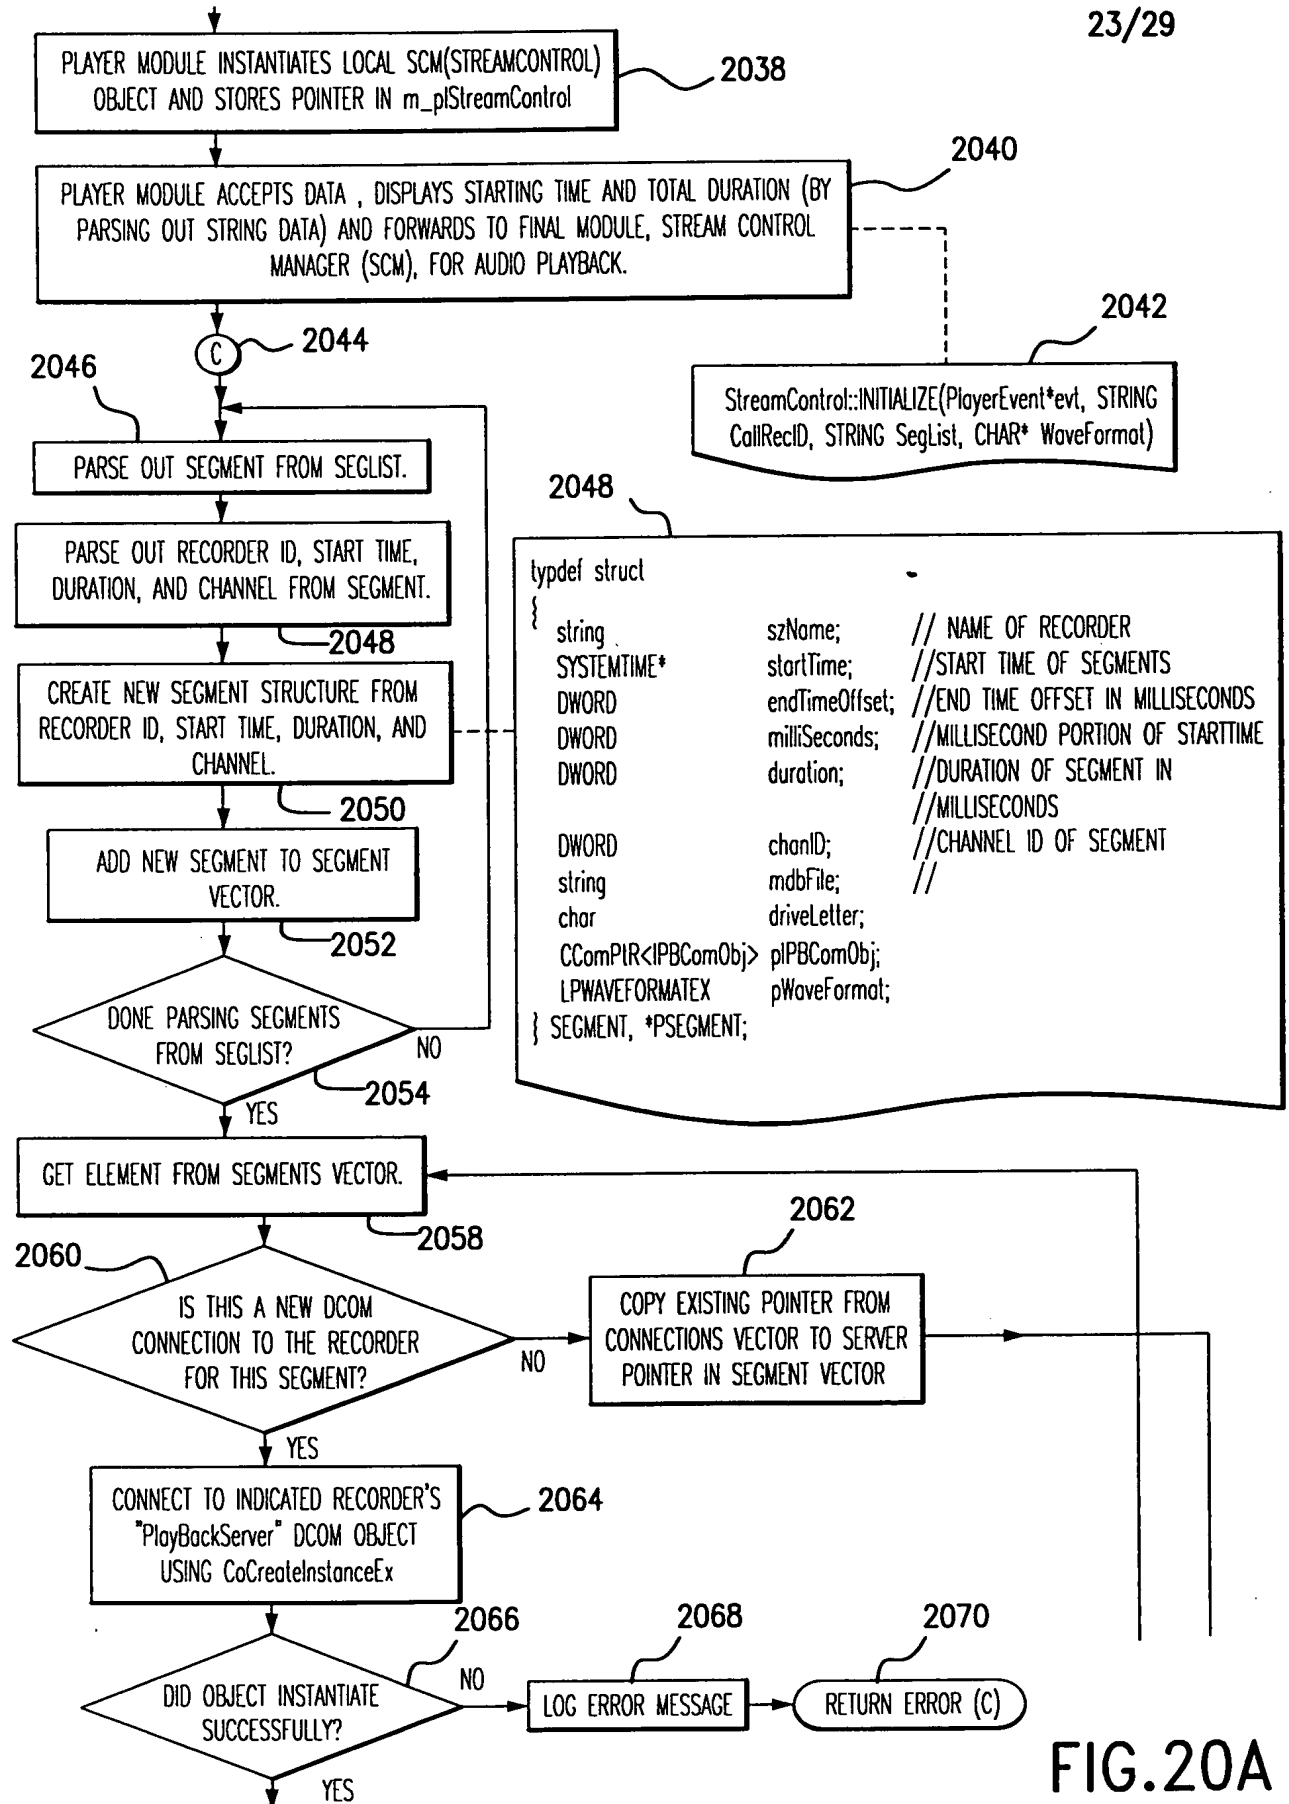 23/29
PLAYER MODULE INSTANTIATES LOCAL SCM(STREAMCONTROL)
OBJECT AND STORES POINTER IN m_plStreamControl
2038
2040
PLAYER MODULE ACCEPTS DATA , DISPLAYS STARTING TIME AND TOTAL DURATION (BY
PARSING OUT STRING DATA) AND FORWARDS TO FINAL MODULE, STREAM CONTROL
MANAGER (SCM), FOR AUDIO PLAYBACK.
2042
StreamControl::INITIALIZE(PlayerEvent*evt, STRING
CallRecID, STRING SegList, CHAR* WaveFormat)
C
2044
2046
PARSE OUT SEGMENT FROM SEGLIST.
PARSE OUT RECORDER ID, START TIME,
DURATION, AND CHANNEL FROM SEGMENT.
2048
CREATE NEW SEGMENT STRUCTURE FROM
RECORDER ID, START TIME, DURATION, AND
CHANNEL.
2050
ADD NEW SEGMENT TO SEGMENT
VECTOR.
2052
DONE PARSING SEGMENTS
FROM SEGLIST?
NO
2054
YES
2048
typdef struct
{
string szName; // NAME OF RECORDER
SYSTEMTIME* startTime; //START TIME OF SEGMENTS
DWORD endTimeOffset; //END TIME OFFSET IN MILLISECONDS
DWORD milliSeconds; //MILLISECOND PORTION OF STARTTIME
DWORD duration; //DURATION OF SEGMENT IN
//MILLISECONDS
DWORD chanID; //CHANNEL ID OF SEGMENT
string mdbFile; //
char driveLetter;
CComPtR<IPBComObj> pIPBComObj;
LPWAVEFORMATEX pWaveFormat;
} SEGMENT, *PSEGMENT;
GET ELEMENT FROM SEGMENTS VECTOR.
2058
2060
IS THIS A NEW DCOM
CONNECTION TO THE RECORDER
FOR THIS SEGMENT?
NO
2062
COPY EXISTING POINTER FROM
CONNECTIONS VECTOR TO SERVER
POINTER IN SEGMENT VECTOR
YES
CONNECT TO INDICATED RECORDER'S
"PlayBackServer" DCOM OBJECT
USING CoCreateInstanceEx
2064
2066
DID OBJECT INSTANTIATE
SUCCESSFULLY?
NO
2068
LOG ERROR MESSAGE
2070
RETURN ERROR (C)
YES
FIG.20A